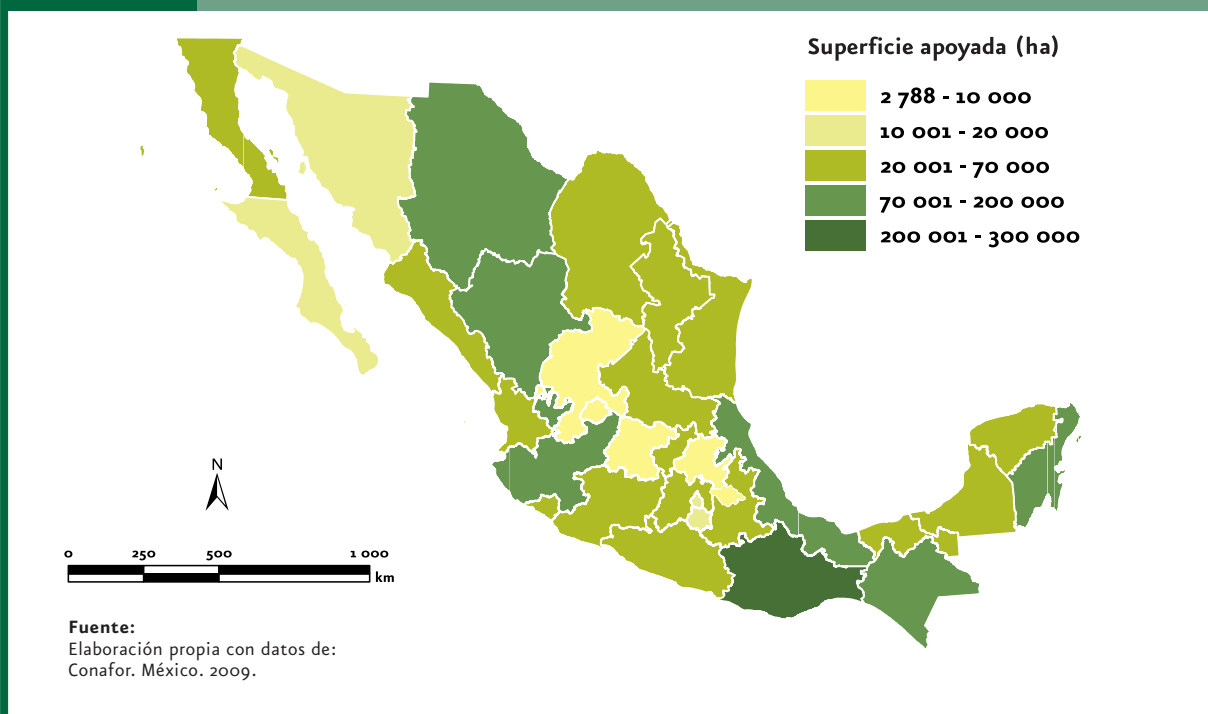 Superficie apoyada (ha)
2 788 - 10 000
10 001 - 20 000
20 001 - 70 000
70 001 - 200 000
200 001 - 300 000
N
0 250 500 1 000
km
Fuente:
Elaboración propia con datos de:
Conafor. México. 2009.